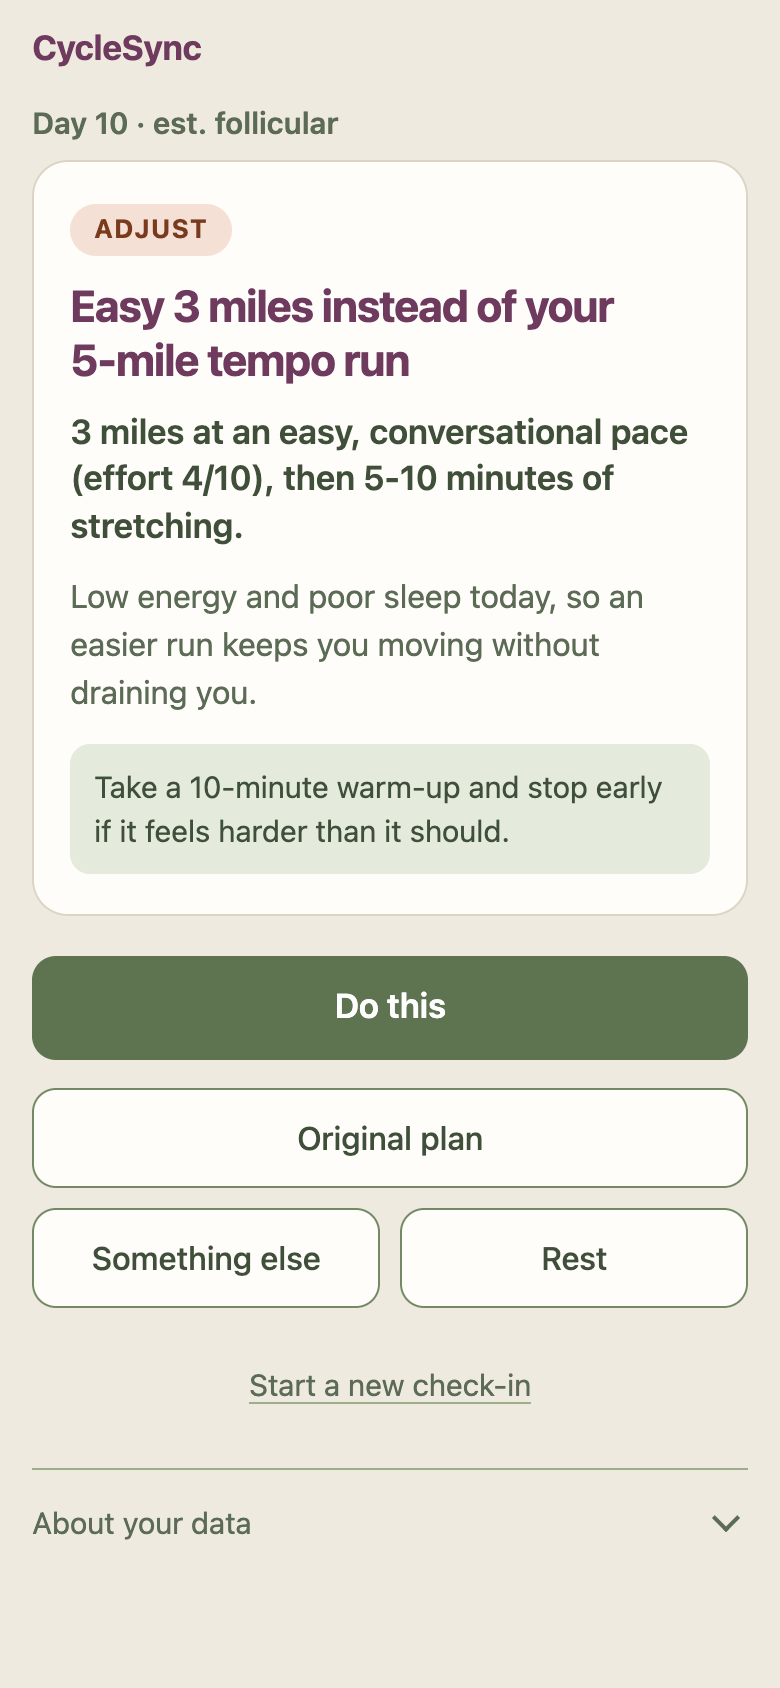 CycleSync
Day 10 · est. follicular
ADJUST
Easy 3 miles instead of your
5-mile tempo run
3 miles at an easy, conversational pace
(effort 4/10), then 5-10 minutes of
stretching.
Low energy and poor sleep today, so an
easier run keeps you moving without
draining you.
Take a 10-minute warm-up and stop early
if it feels harder than it should.
Do this
Original plan
Something else
Rest
Start a new check-in
About your data